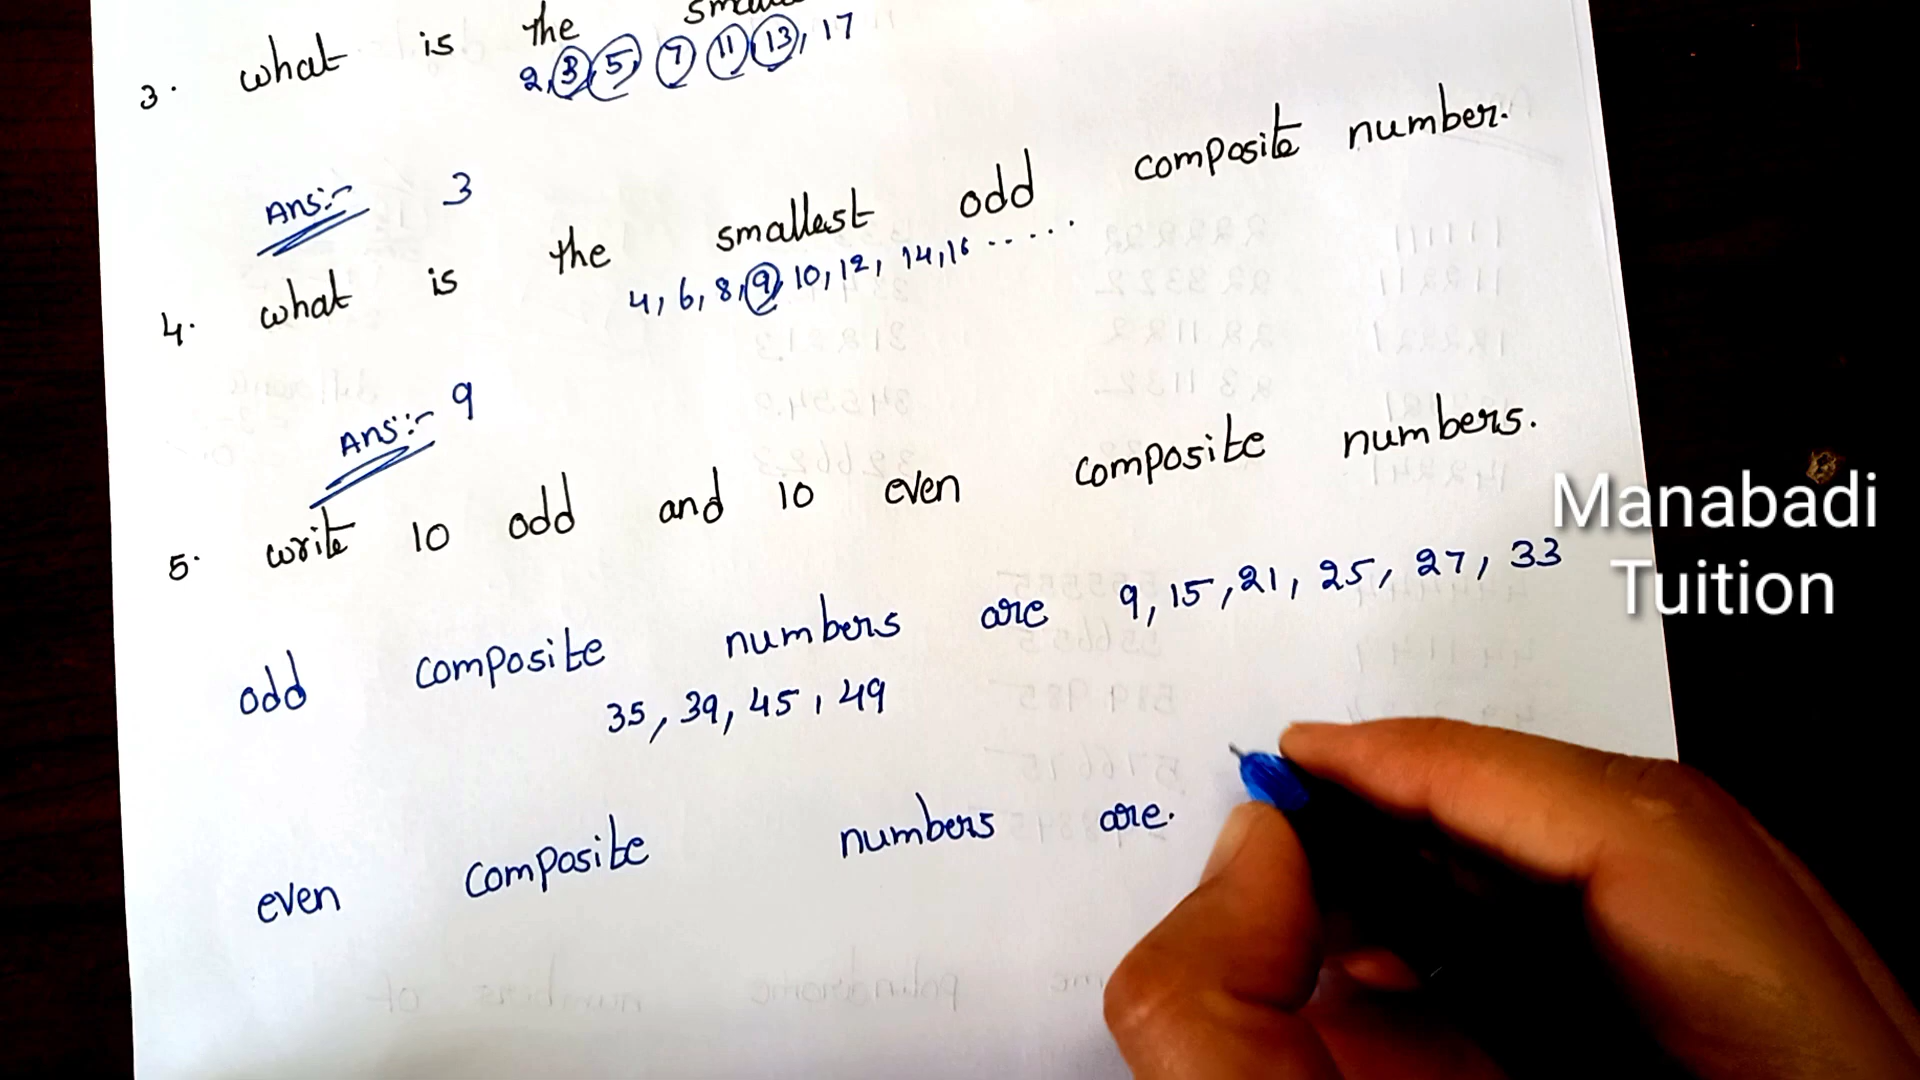 3. what is the
2, 3, 5, 7 11 13, 17
Ans:- 3
4. what is the smallest odd composite number.
4, 6, 8, 9, 10, 12, 14, 16 .....
Ans:- 9
5. write 10 odd and 10 even composite numbers.
odd composite numbers are 9, 15, 21, 25, 27, 33
35, 39, 45, 49
even composite numbers are.
Manabadi
Tuition